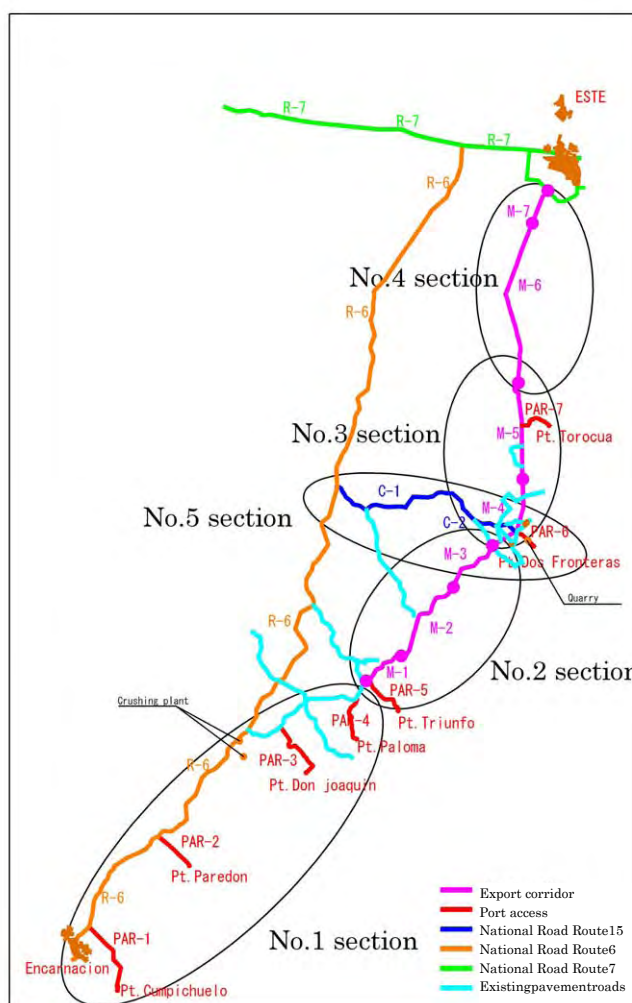 ESTE
R-7
R-7
R-7
R-6
M-7
No.4 section
M-6
R-6
PAR-7
No.3 section
M-5
Pt.Torocua
C-1
M-4
No.5 section
C-2
PAR-6
M-3
Pt.Dos Fronteras
Quarry
R-6
M-2
M-1
No.2 section
PAR-5
Crushing plant
PAR-4
Pt.Triunfo
Pt.Paloma
R-6
PAR-3
Pt.Don joaquin
PAR-2
Pt.Paredon
R-6
Export corridor
Port access
PAR-1
No.1 section
National Road Route15
National Road Route6
Encarnacion
National Road Route7
Pt.Cumpichuelo
Existingpavementroads